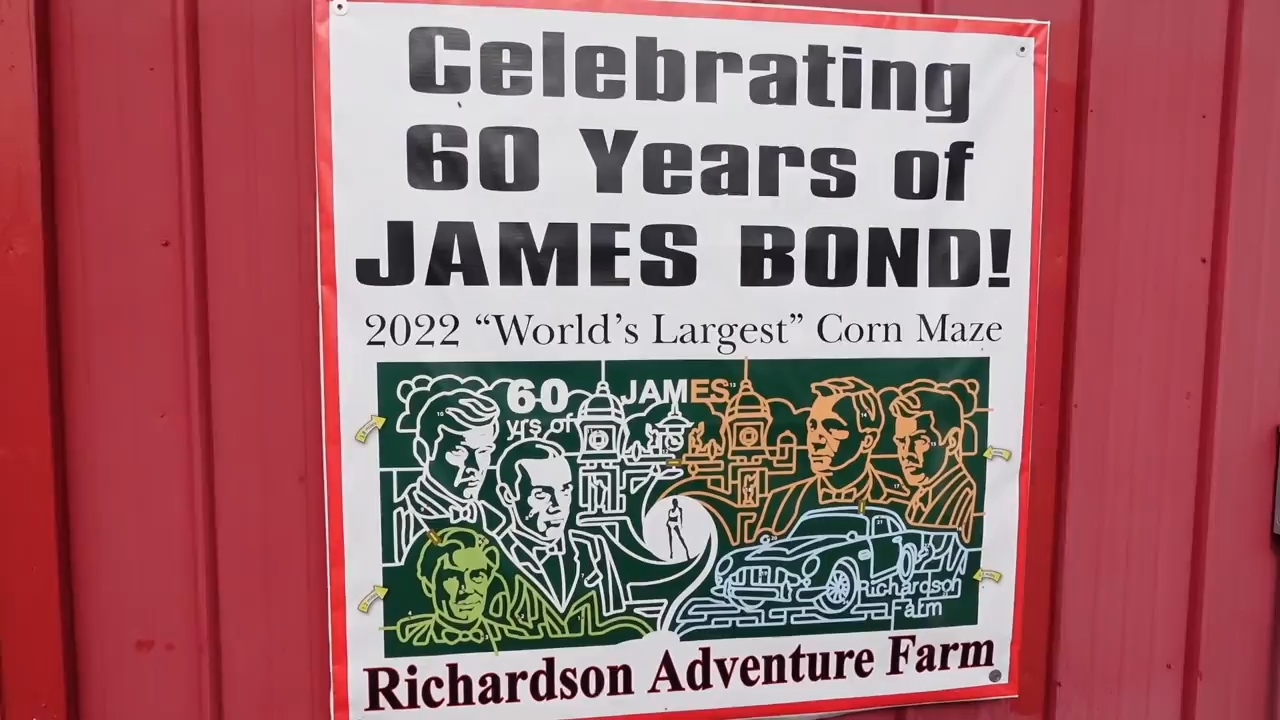 Celebrating
60 Years of
JAMES BOND!
2022 “World’s Largest” Corn Maze
60 JAMES
yrs of
Richardson
Farm
Richardson Adventure Farm